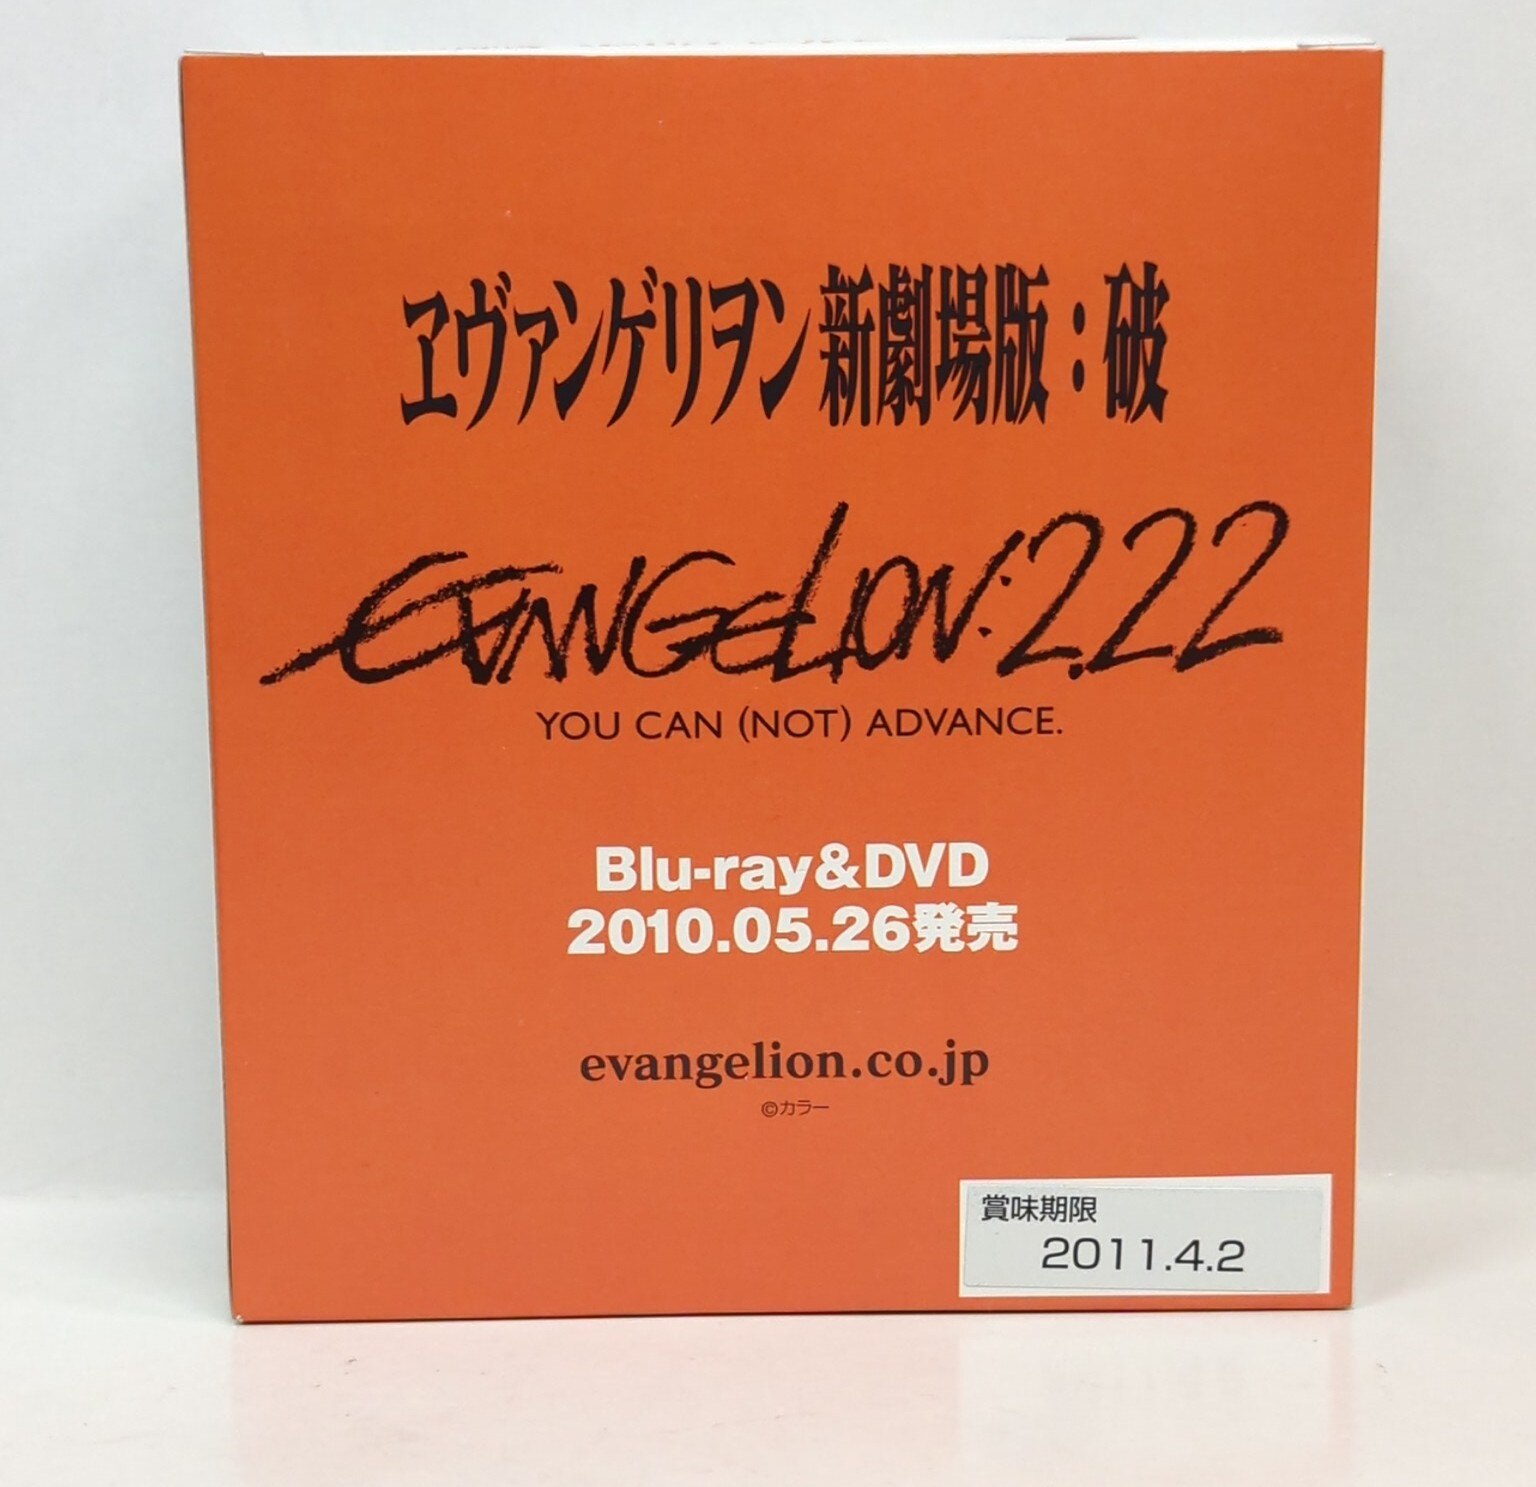 ヱヴァンゲリヲン新劇場版：破
EVANGELION:2.22
YOU CAN (NOT) ADVANCE.
Blu-ray&DVD
2010.05.26発売
evangelion.co.jp
©カラー
賞味期限
2011.4.2